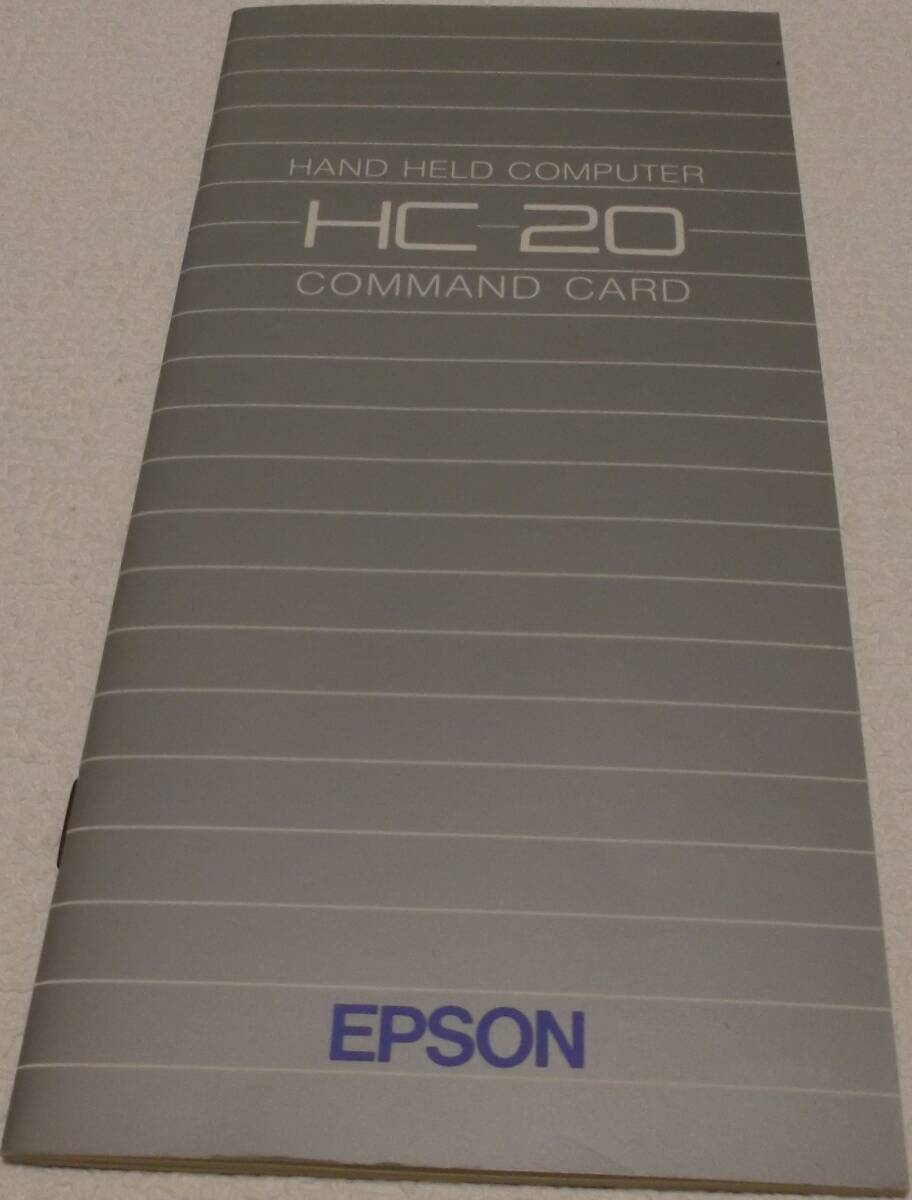 HAND HELD COMPUTER
HC-20
COMMAND CARD
EPSON